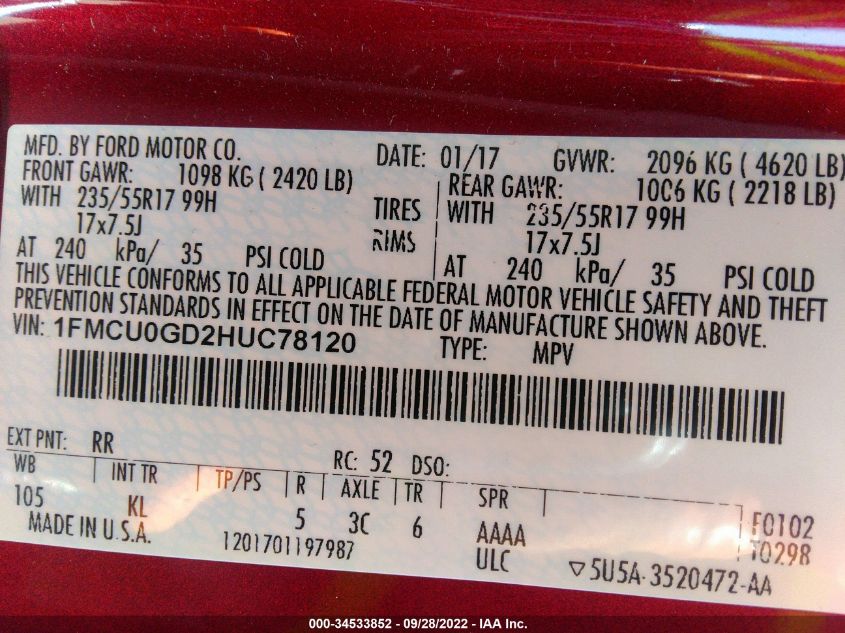 MFD. BY FORD MOTOR CO. DATE: 01/17 GVWR: 2096 KG ( 4620 LB)
FRONT GAWR: 1098 KG ( 2420 LB) REAR GAWR: 1006 KG ( 2218 LB)
WITH 235/55R17 99H TIRES WITH 235/55R17 99H
17x7.5J RIMS 17x7.5J
AT 240 kPa/ 35 PSI COLD AT 240 kPa/ 35 PSI COLD
THIS VEHICLE CONFORMS TO ALL APPLICABLE FEDERAL MOTOR VEHICLE SAFETY AND THEFT
PREVENTION STANDARDS IN EFFECT ON THE DATE OF MANUFACTURE SHOWN ABOVE.
VIN: 1FMCU0GD2HUC78120 TYPE: MPV
EXT PNT: RR RC: 52 DSO:
WB INT TR TP/PS R AXLE TR SPR
105 KL 5 3C 6 AAAA F0102
MADE IN U.S.A. 1201701197987 ULC T0298
▽5U5A-3520472-AA
000-34533852 - 09/28/2022 - IAA Inc.